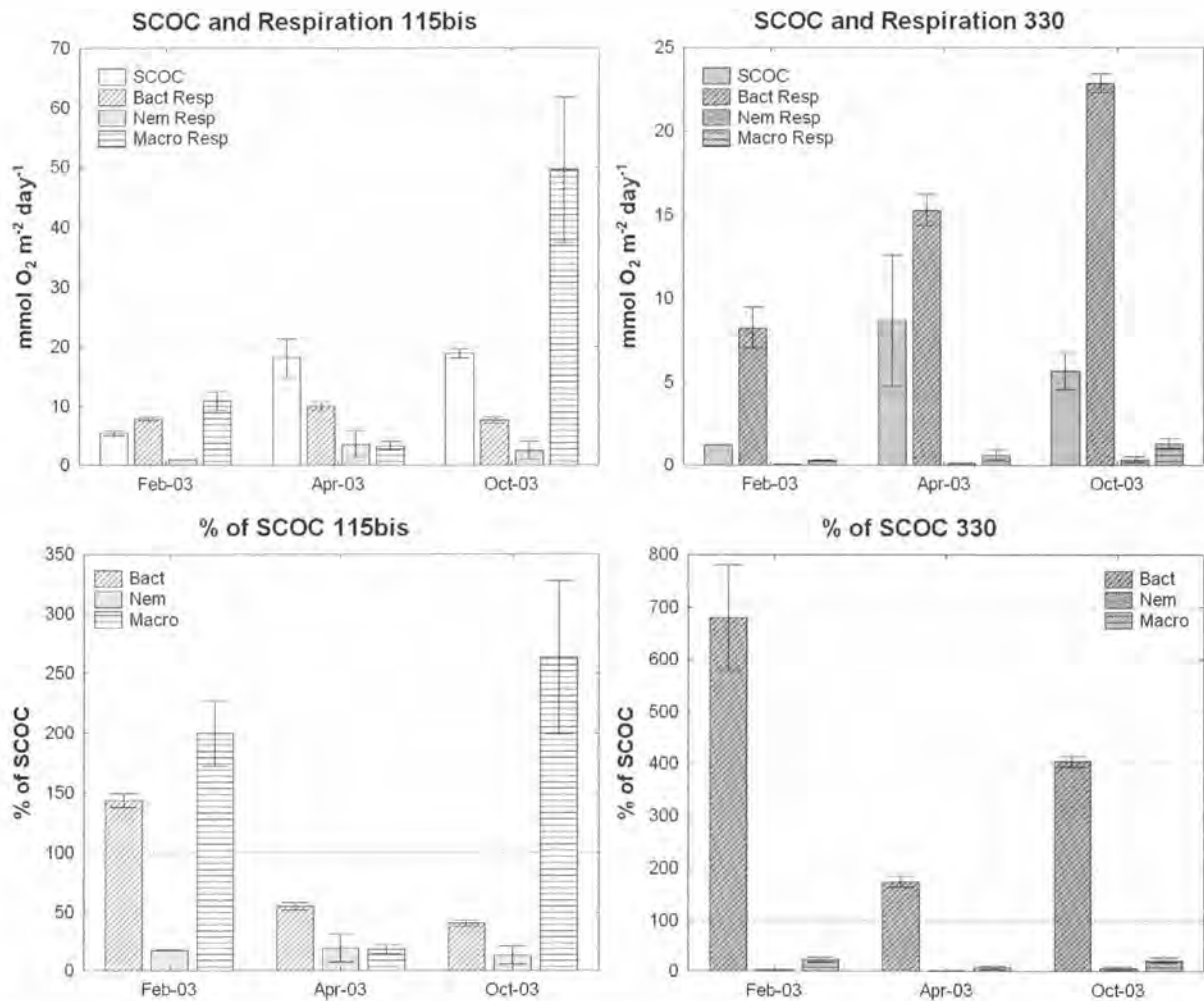 SCOC and Respiration 115bis
70
60
50
40
30
20
10
0
mmol O₂ m⁻² day⁻¹
SCOC
Bact Resp
Nem Resp
Macro Resp
Feb-03 Apr-03 Oct-03
SCOC and Respiration 330
25
20
15
10
5
0
mmol O₂ m⁻² day⁻¹
SCOC
Bact Resp
Nem Resp
Macro Resp
Feb-03 Apr-03 Oct-03
% of SCOC 115bis
350
300
250
200
150
100
50
0
% of SCOC
Bact
Nem
Macro
Feb-03 Apr-03 Oct-03
% of SCOC 330
800
700
600
500
400
300
200
100
0
% of SCOC
Bact
Nem
Macro
Feb-03 Apr-03 Oct-03